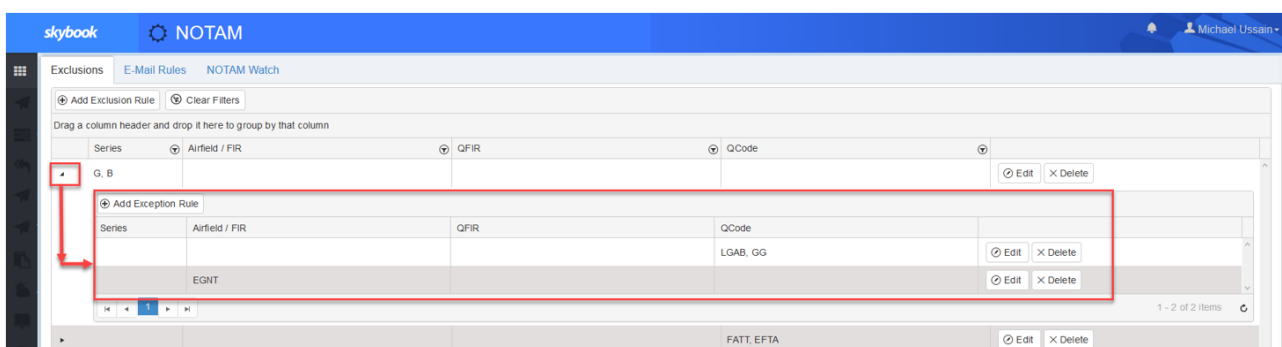 skybook NOTAM Michael Ussain
Exclusions E-Mail Rules NOTAM Watch
Add Exclusion Rule Clear Filters
Drag a column header and drop it here to group by that column
Series Airfield / FIR QFIR QCode
G, B Edit Delete
Add Exception Rule
Series Airfield / FIR QFIR QCode
LGAB, GG Edit Delete
EGNT Edit Delete
1 1 - 2 of 2 items
FATT, EFTA Edit Delete